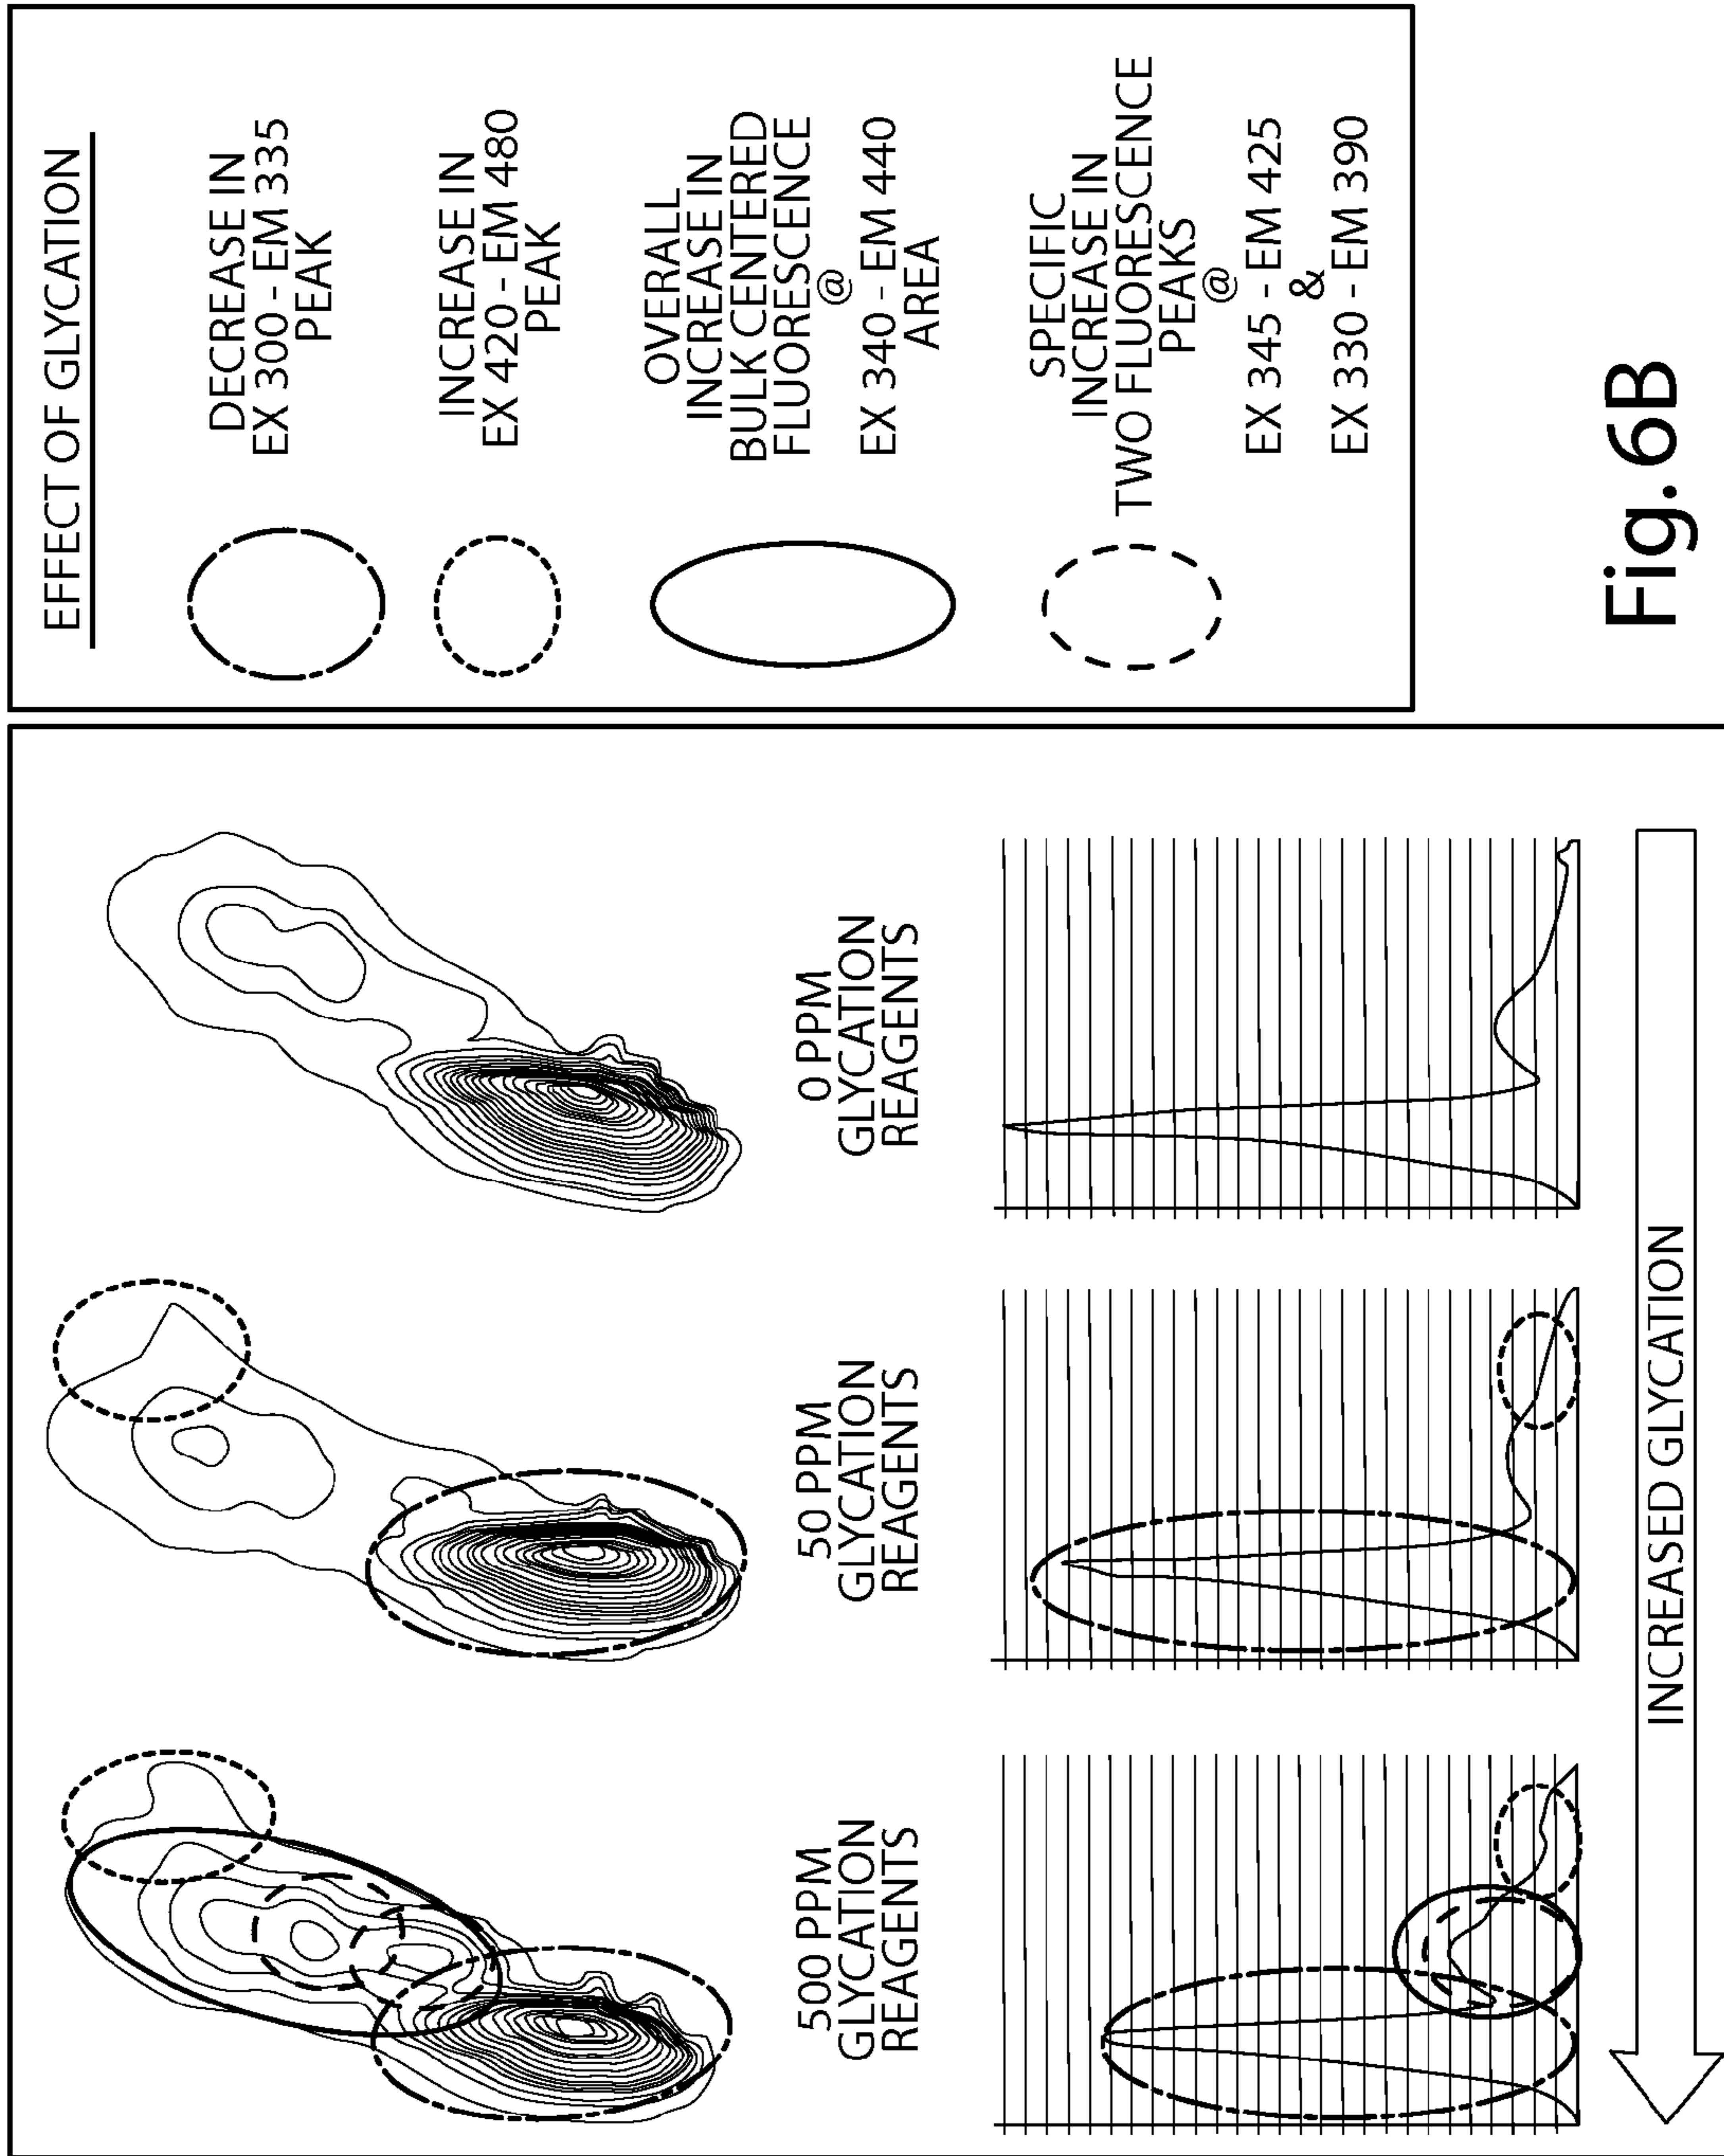 500 PPM
GLYCATION
REAGENTS
50 PPM
GLYCATION
REAGENTS
0 PPM
GLYCATION
REAGENTS
INCREASED GLYCATION
EFFECT OF GLYCATION
DECREASE IN
EX 300 - EM 335
PEAK
INCREASE IN
EX 420 - EM 480
PEAK
OVERALL
INCREASE IN
BULK CENTERED
FLUORESCENCE
@
EX 340 - EM 440
AREA
SPECIFIC
INCREASE IN
TWO FLUORESCENCE
PEAKS
@
EX 345 - EM 425
&
EX 330 - EM 390
Fig. 6B